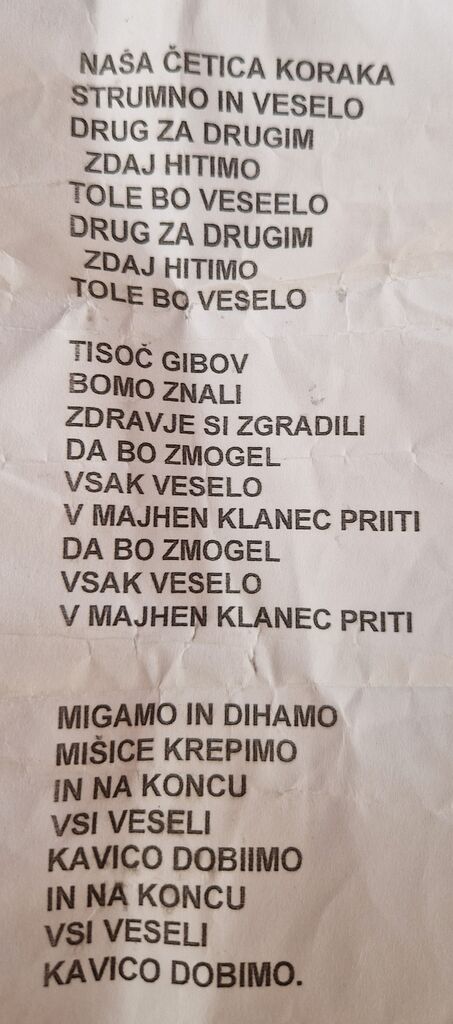 NAŠA ČETICA KORAKA
STRUMNO IN VESELO
DRUG ZA DRUGIM
ZDAJ HITIMO
TOLE BO VESEELO
DRUG ZA DRUGIM
ZDAJ HITIMO
TOLE BO VESELO
TISOČ GIBOV
BOMO ZNALI
ZDRAVJE SI ZGRADILI
DA BO ZMOGEL
VSAK VESELO
V MAJHEN KLANEC PRIITI
DA BO ZMOGEL
VSAK VESELO
V MAJHEN KLANEC PRITI
MIGAMO IN DIHAMO
MIŠICE KREPIMO
IN NA KONCU
VSI VESELI
KAVICO DOBIIMO
IN NA KONCU
VSI VESELI
KAVICO DOBIMO.